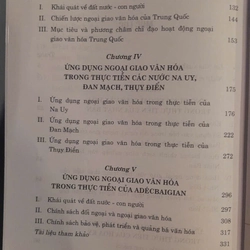 I. Khái quát về đất nước - con người 132
II. Chiến lược ngoại giao văn hóa của Trung Quốc 144
III. Mục tiêu và phương châm chỉ đạo hoạt động ngoại
giao văn hóa Trung Quốc 151
Chương IV
ỨNG DỤNG NGOẠI GIAO VĂN HÓA
TRONG THỰC TIỄN CÁC NƯỚC NA UY,
ĐAN MẠCH, THỤY ĐIỂN 175
I. Ứng dụng ngoại giao văn hóa trong thực tiễn của
Na Uy 176
II. Ứng dụng ngoại giao văn hóa trong thực tiễn của
Đan Mạch 222
III. Ứng dụng ngoại giao văn hóa trong thực tiễn của
Thụy Điển 272
Chương V
ỨNG DỤNG NGOẠI GIAO VĂN HÓA
TRONG THỰC TIỄN CỦA ADÉCBAIGIAN 296
I. Khái quát về đất nước - con người 297
II. Chính sách đối ngoại và ngoại giao văn hóa 307
III. Chính sách bảo vệ, phát triển và quảng bá văn hóa 317
Tài liệu tham khảo 331